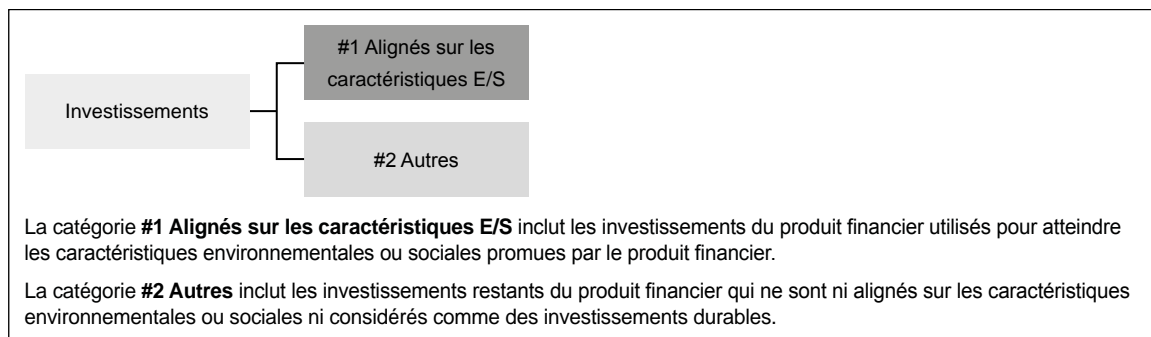 #1 Alignés sur les
caractéristiques E/S
Investissements
#2 Autres
La catégorie #1 Alignés sur les caractéristiques E/S inclut les investissements du produit financier utilisés pour atteindre
les caractéristiques environnementales ou sociales promues par le produit financier.
La catégorie #2 Autres inclut les investissements restants du produit financier qui ne sont ni alignés sur les caractéristiques
environnementales ou sociales ni considérés comme des investissements durables.